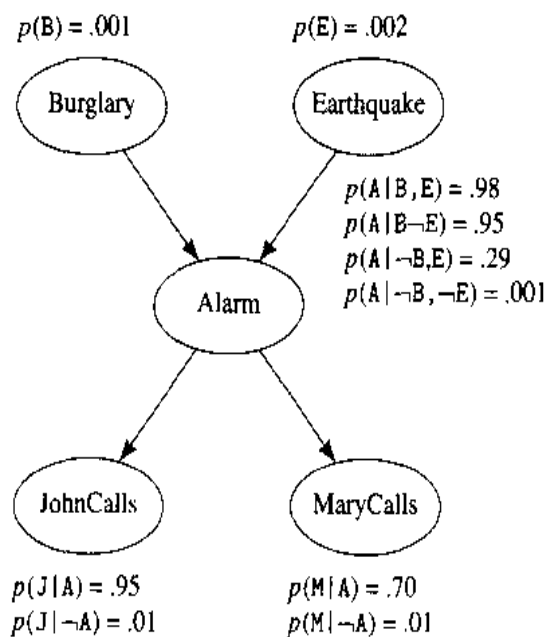 p(B) = .001
p(E) = .002
Burglary
Earthquake
p(A|B,E) = .98
p(A|B¬E) = .95
p(A|¬B,E) = .29
p(A|¬B,¬E) = .001
Alarm
JohnCalls
MaryCalls
p(J|A) = .95
p(M|A) = .70
p(J|¬A) = .01
p(M|¬A) = .01